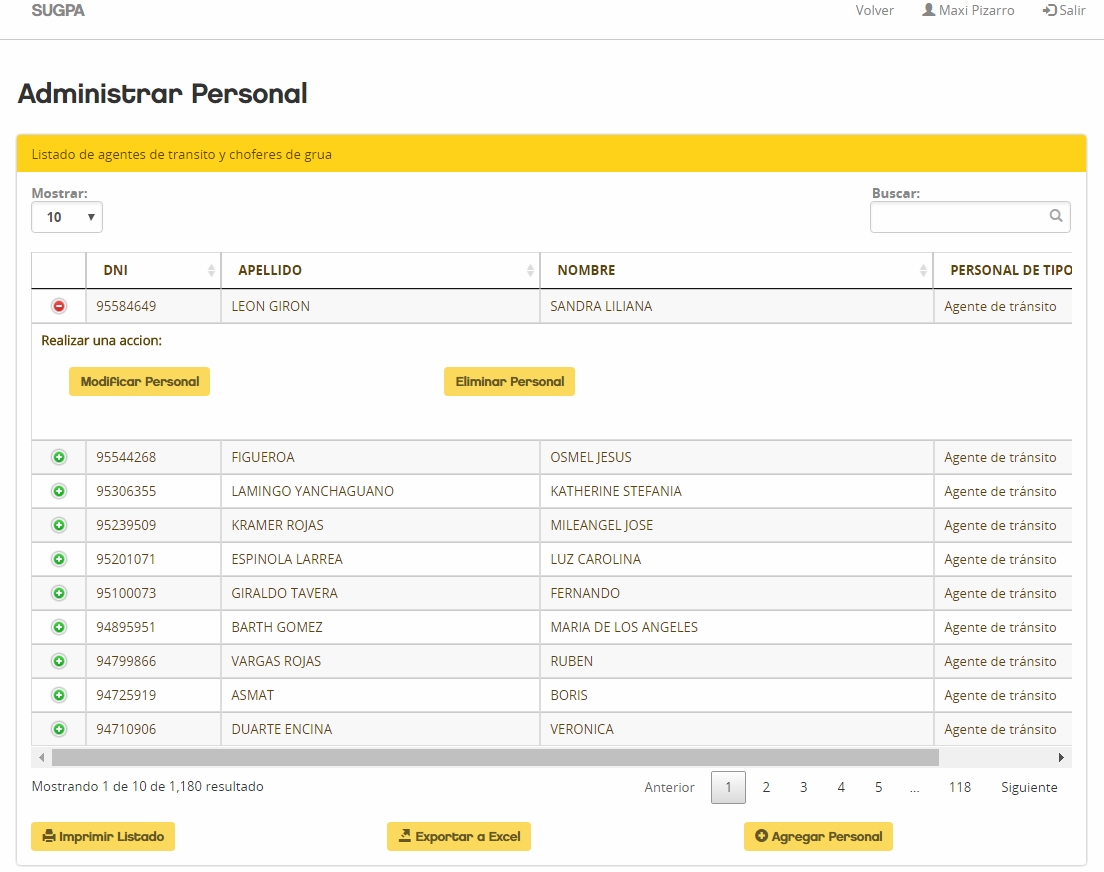 SUGPA Volver Maxi Pizarro Salir
Administrar Personal
Listado de agentes de transito y choferes de grua
Mostrar: Buscar:
10
DNI APELLIDO NOMBRE PERSONAL DE TIPO
95584649 LEON GIRON SANDRA LILIANA Agente de tránsito
Realizar una accion:
Modificar Personal Eliminar Personal
95544268 FIGUEROA OSMEL JESUS Agente de tránsito
95306355 LAMINGO YANCHAGUANO KATHERINE STEFANIA Agente de tránsito
95239509 KRAMER ROJAS MILEANGEL JOSE Agente de tránsito
95201071 ESPINOLA LARREA LUZ CAROLINA Agente de tránsito
95100073 GIRALDO TAVERA FERNANDO Agente de tránsito
94895951 BARTH GOMEZ MARIA DE LOS ANGELES Agente de tránsito
94799866 VARGAS ROJAS RUBEN Agente de tránsito
94725919 ASMAT BORIS Agente de tránsito
94710906 DUARTE ENCINA VERONICA Agente de tránsito
Mostrando 1 de 10 de 1,180 resultado Anterior 1 2 3 4 5 ... 118 Siguiente
Imprimir Listado Exportar a Excel Agregar Personal